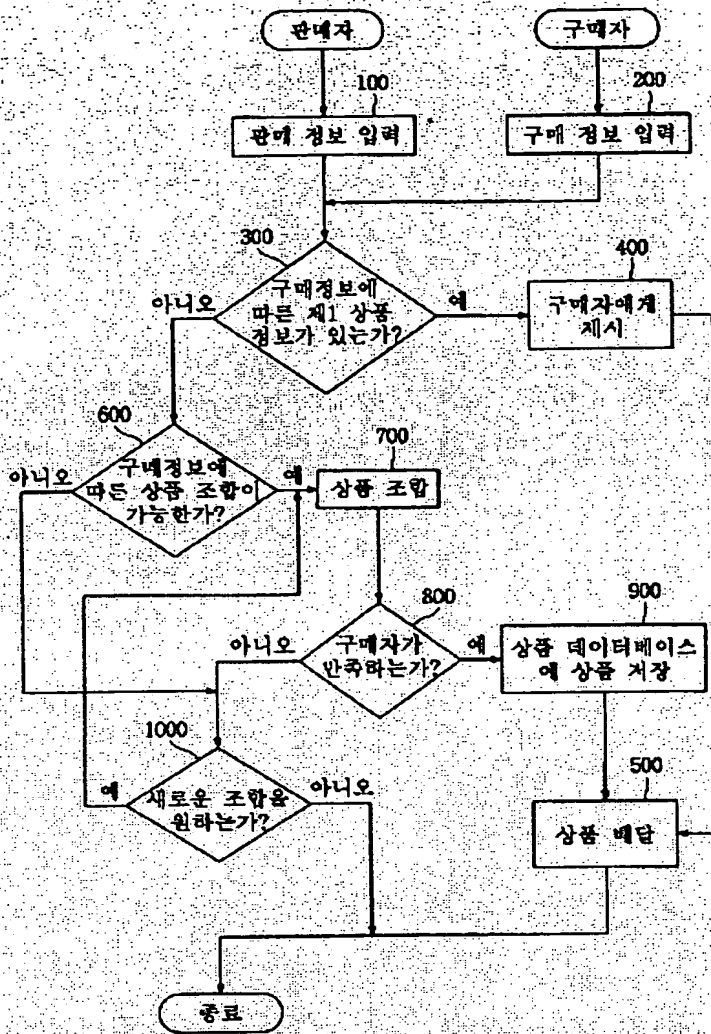 판매자
구매자
100
200
판매 정보 입력
구매 정보 입력
300
구매정보에
따른 제1 상품
정보가 있는가?
아니오
예
400
구매자에게
제시
600
구매정보에
따른 상품 조합이
가능한가?
아니오
예
700
상품 조합
800
구매자가
만족하는가?
아니오
예
900
상품 데이터베이스
에 상품 저장
1000
새로운 조합을
원하는가?
예
아니오
500
상품 배달
종료